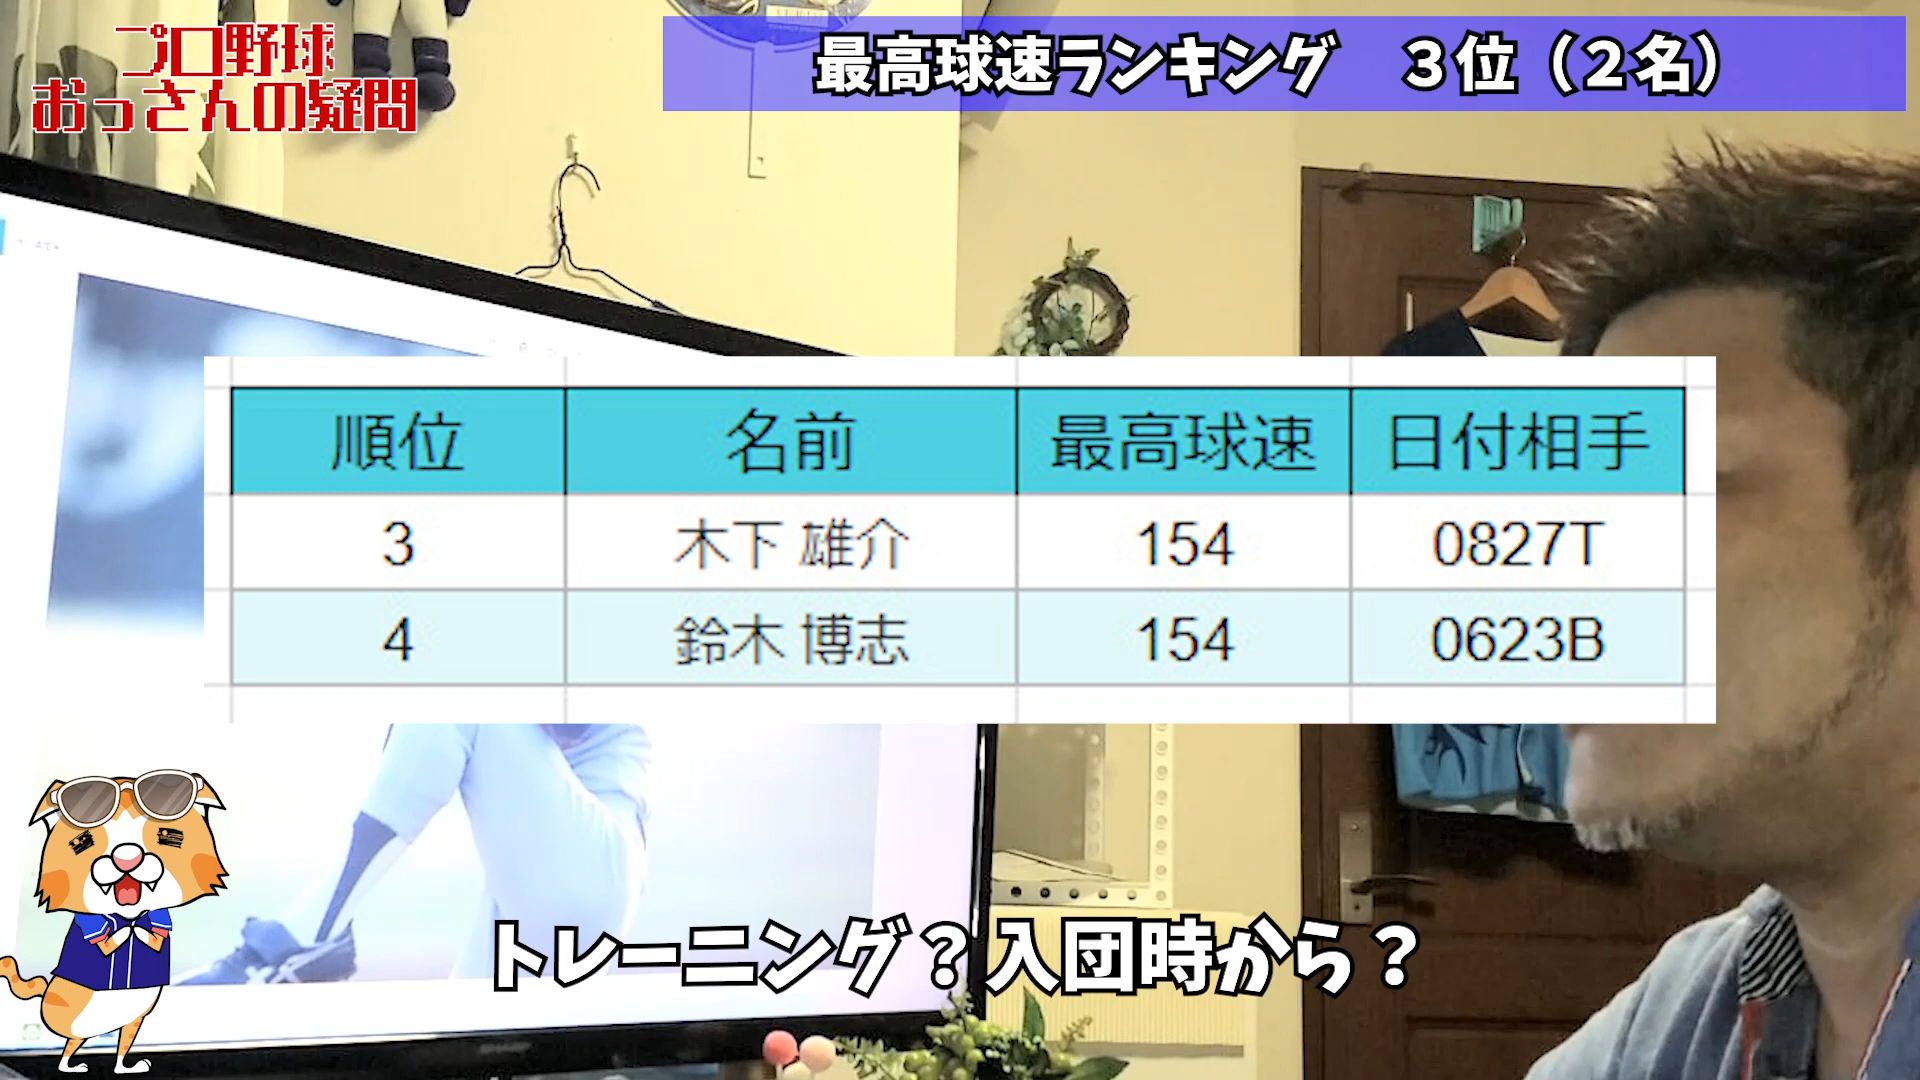 プロ野球
おっさんの疑問
最高球速ランキング　３位（２名）
順位 名前 最高球速 日付相手
3 木下 雄介 154 0827T
4 鈴木 博志 154 0623B
トレーニング？入団時から？